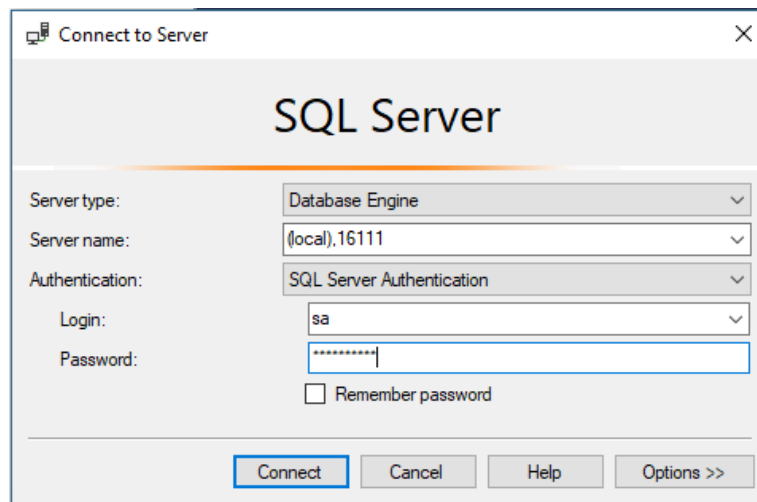 Connect to Server
SQL Server
Server type: Database Engine
Server name: (local),16111
Authentication: SQL Server Authentication
Login: sa
Password: **********
Remember password
Connect Cancel Help Options >>